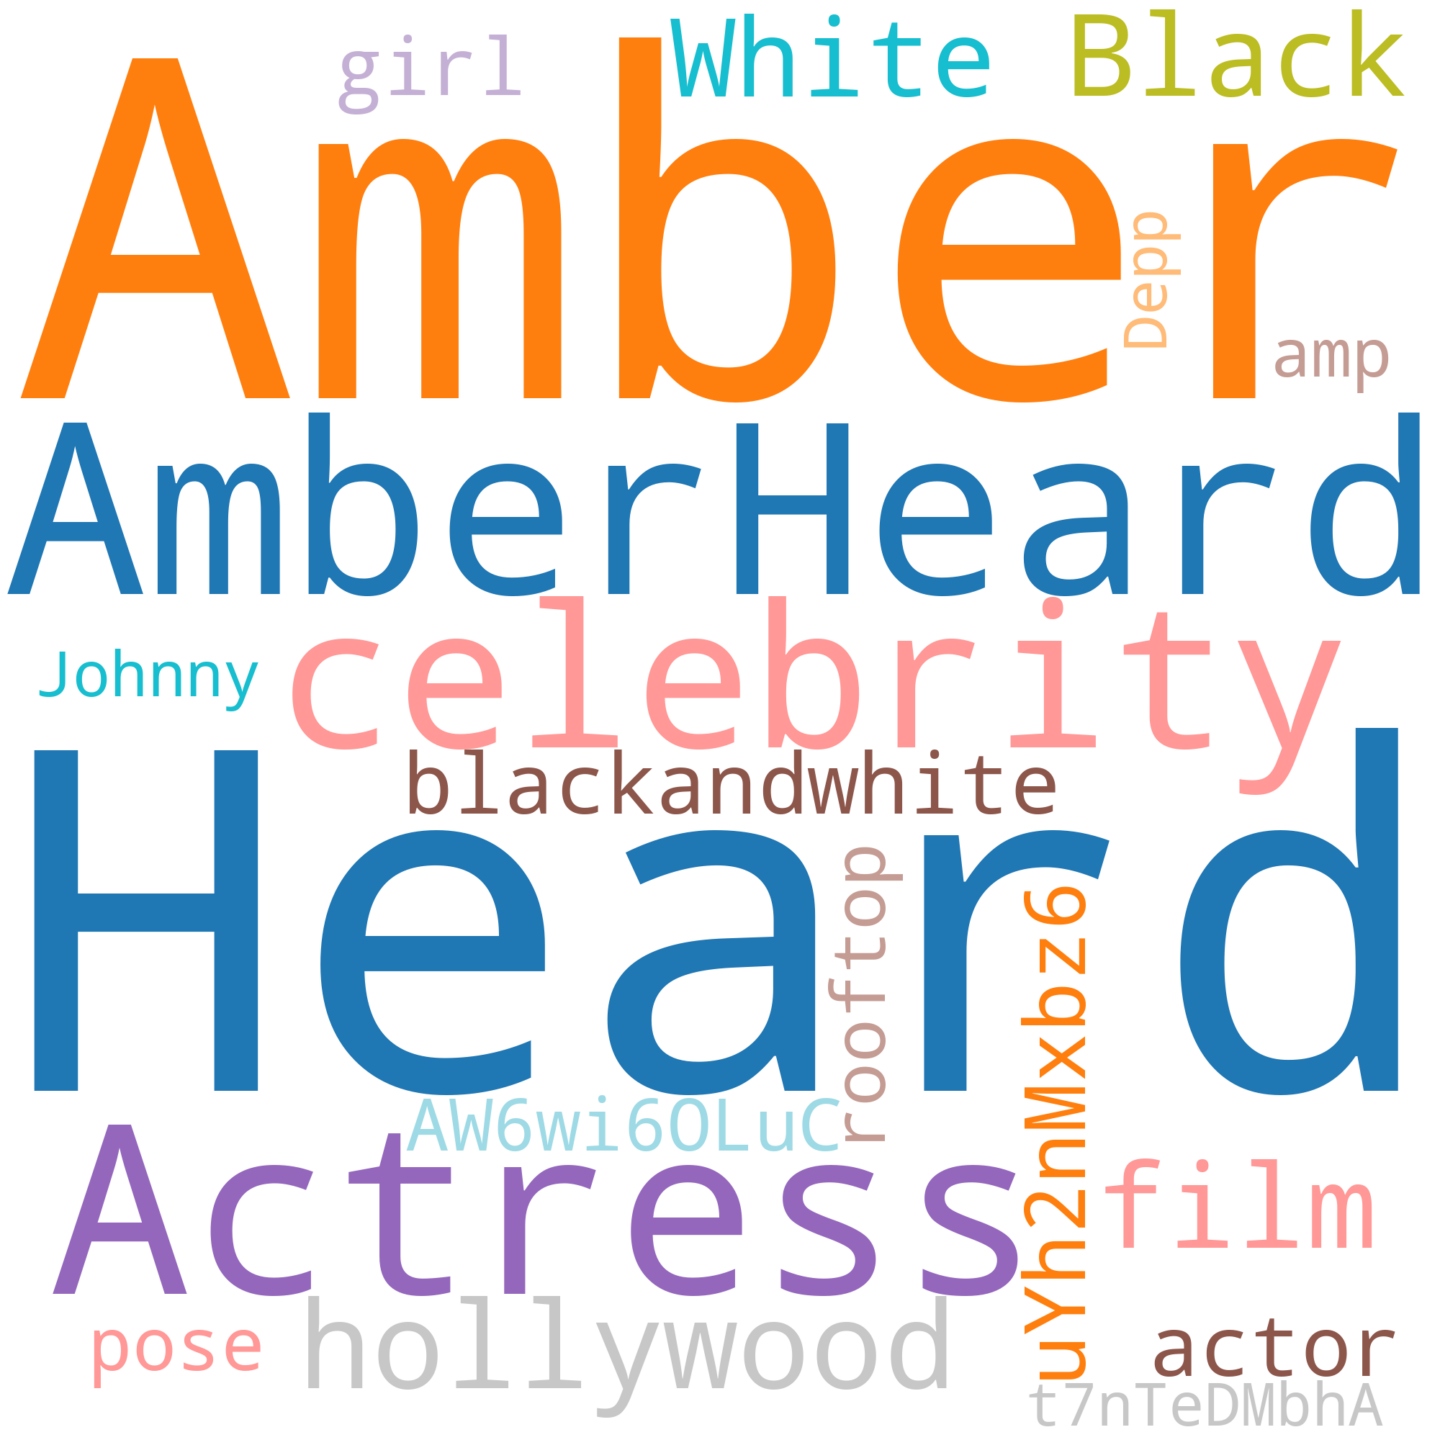 girl
White
Black
Amber
Depp
amp
AmberHeard
celebrity
Johnny
blackandwhite
Heard
rooftop
uYh2nMxbz6
AW6wi6OLuC
Actress
film
hollywood
pose
actor
t7nTeDMbhA